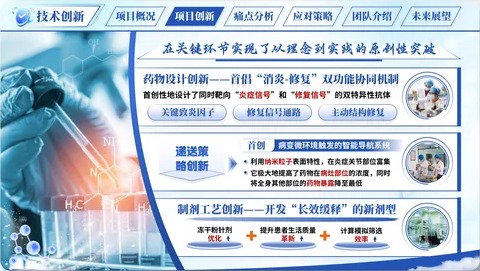 技术创新
项目概况
项目创新
痛点分析
应对策略
团队介绍
未来展望
在关键环节实现了从理念到实践的原创性突破
药物设计创新——首倡“消炎-修复”双功能协同机制
首创性地设计了同时靶向“炎症信号”和“修复信号”的双特异性抗体
关键致炎因子
修复信号通路
主动结构修复
递送策
略创新
首创
病变微环境触发的智能导航系统
利用纳米粒子表面特性，在炎症关节部位富集
它极大地提高了药物在病灶部位的浓度，同时
将全身其他部位的药物暴露降至最低
制剂工艺创新——开发“长效缓释”的新剂型
冻干粉针剂
优化
提升患者生活质量
革新
计算模拟筛选
效率
NH
H₃C